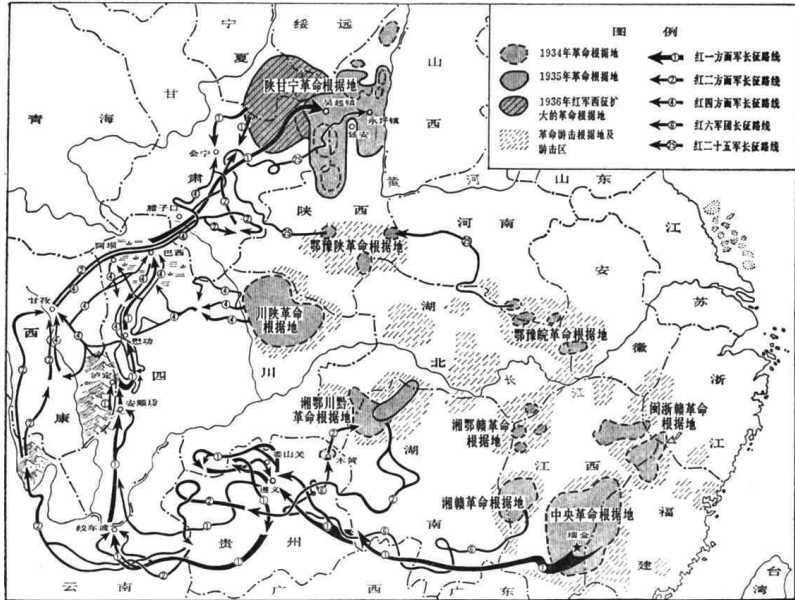 图 例
1934年革命根据地
1935年革命根据地
1936年红军西征扩
大的革命根据地
革命游击根据地及
游击区
①红一方面军长征路线
②红二方面军长征路线
④红四方面军长征路线
⑥红六军团长征路线
㉕红二十五军长征路线
宁
夏
绥 远
青 海
甘
肃
山
西
陕甘宁革命根据地
吴起镇
永坪镇
延安
会宁
黄 河
山 东
腊子口
陕 西
河 南
江
苏
鄂豫陕革命根据地
阿坝
巴西
安
徽
甘孜
川陕革命
根据地
湖
北
鄂豫皖革命根据地
西
康
懋功
泸定
四
川
安顺场
长 江
浙
江
湘鄂川黔
革命根据地
湘鄂赣革命
根据地
闽浙赣革命
根据地
娄山关
遵义
木黄
湖
南
江 西
湘赣革命根据地
中央革命根据地
瑞金
福
建
绞车渡
贵 州
云 南
广 西
广 东
台
湾